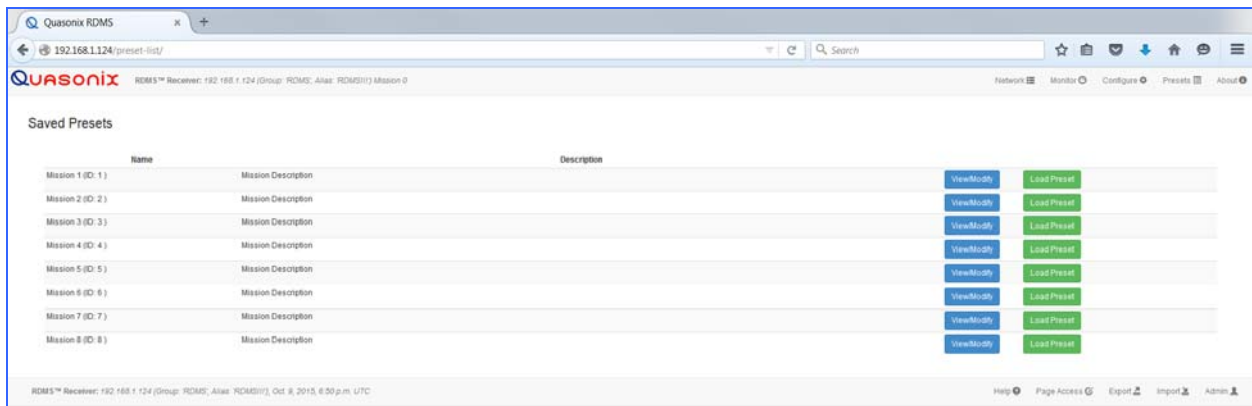 Quasonix RDMS
192.168.1.124/preset-list/
Search
QUASONIX RDMS™ Receiver: 192.168.1.124 (Group: 'RDMS', Alias: 'RDMS!!!') Mission 0
Network Monitor Configure Presets About
Saved Presets
Name Description
Mission 1 (ID: 1 ) Mission Description View/Modify Load Preset
Mission 2 (ID: 2 ) Mission Description View/Modify Load Preset
Mission 3 (ID: 3 ) Mission Description View/Modify Load Preset
Mission 4 (ID: 4 ) Mission Description View/Modify Load Preset
Mission 5 (ID: 5 ) Mission Description View/Modify Load Preset
Mission 6 (ID: 6 ) Mission Description View/Modify Load Preset
Mission 7 (ID: 7 ) Mission Description View/Modify Load Preset
Mission 8 (ID: 8 ) Mission Description View/Modify Load Preset
RDMS™ Receiver: 192.168.1.124 (Group: 'RDMS', Alias: 'RDMS!!!'), Oct. 9, 2015, 6:50 p.m. UTC
Help Page Access Export Import Admin